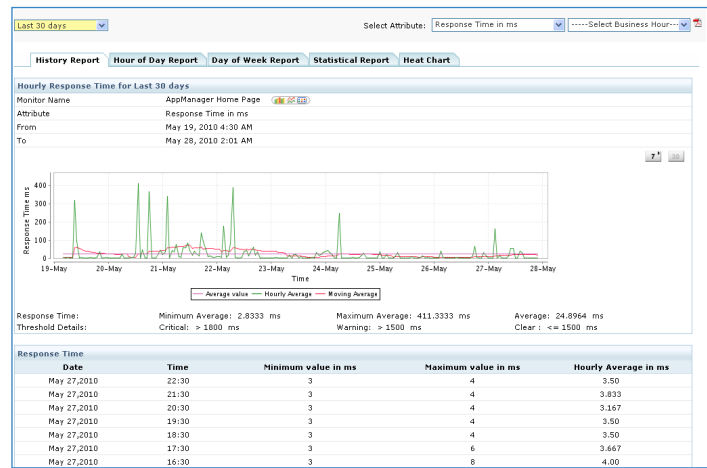 Last 30 days Select Attribute: Response Time in ms -----Select Business Hour---
History Report Hour of Day Report Day of Week Report Statistical Report Heat Chart
Hourly Response Time for Last 30 days
Monitor Name AppManager Home Page
Attribute Response Time in ms
From May 19, 2010 4:30 AM
To May 28, 2010 2:01 AM
7 30
Response Time ms
400
300
200
100
0
19-May 20-May 21-May 22-May 23-May 24-May 25-May 26-May 27-May 28-May
Time
Average value Hourly Average Moving Average
Response Time: Minimum Average: 2.8333 ms Maximum Average: 411.3333 ms Average: 24.8964 ms
Threshold Details: Critical: > 1800 ms Warning: > 1500 ms Clear : <= 1500 ms
Response Time
Date Time Minimum value in ms Maximum value in ms Hourly Average in ms
May 27,2010 22:30 3 4 3.50
May 27,2010 21:30 3 4 3.833
May 27,2010 20:30 3 4 3.167
May 27,2010 19:30 3 4 3.50
May 27,2010 18:30 3 4 3.50
May 27,2010 17:30 3 6 3.667
May 27,2010 16:30 3 8 4.00